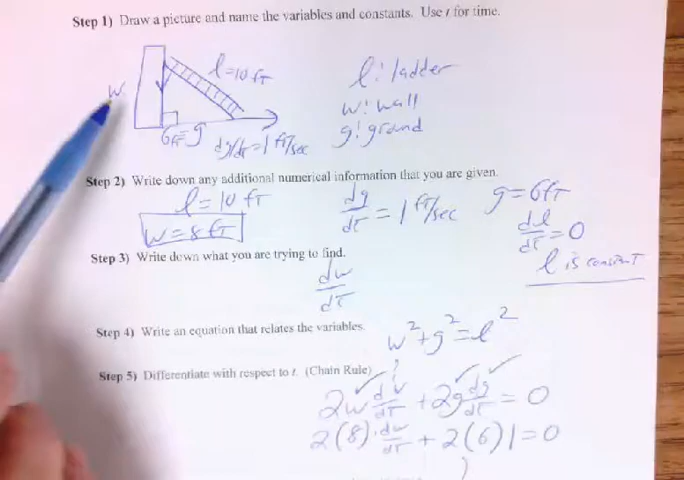 Step 1) Draw a picture and name the variables and constants. Use t for time.
w
l=10 ft
6ft=g
dg/dt=1 ft/sec
l: ladder
w: wall
g: ground
Step 2) Write down any additional numerical information that you are given.
l=10 ft
dg/dt = 1 ft/sec
g=6ft
w=8ft
dl/dt=0
l is constant
Step 3) Write down what you are trying to find.
dw/dt
Step 4) Write an equation that relates the variables.
w²+g²=l²
Step 5) Differentiate with respect to t. (Chain Rule)
?
2w dw/dt + 2g dg/dt = 0
2(8)·dw/dt + 2(6)1=0